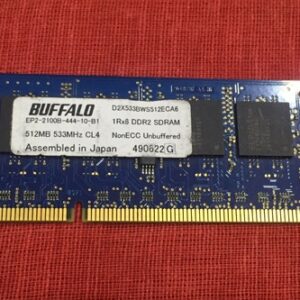 BUFFALO D2X533BWS512ECA6
EP2-2100B-444-10-B1 1Rx8 DDR2 SDRAM
512MB 533MHz CL4 NonECC Unbuffered
Assembled in Japan 490622 G